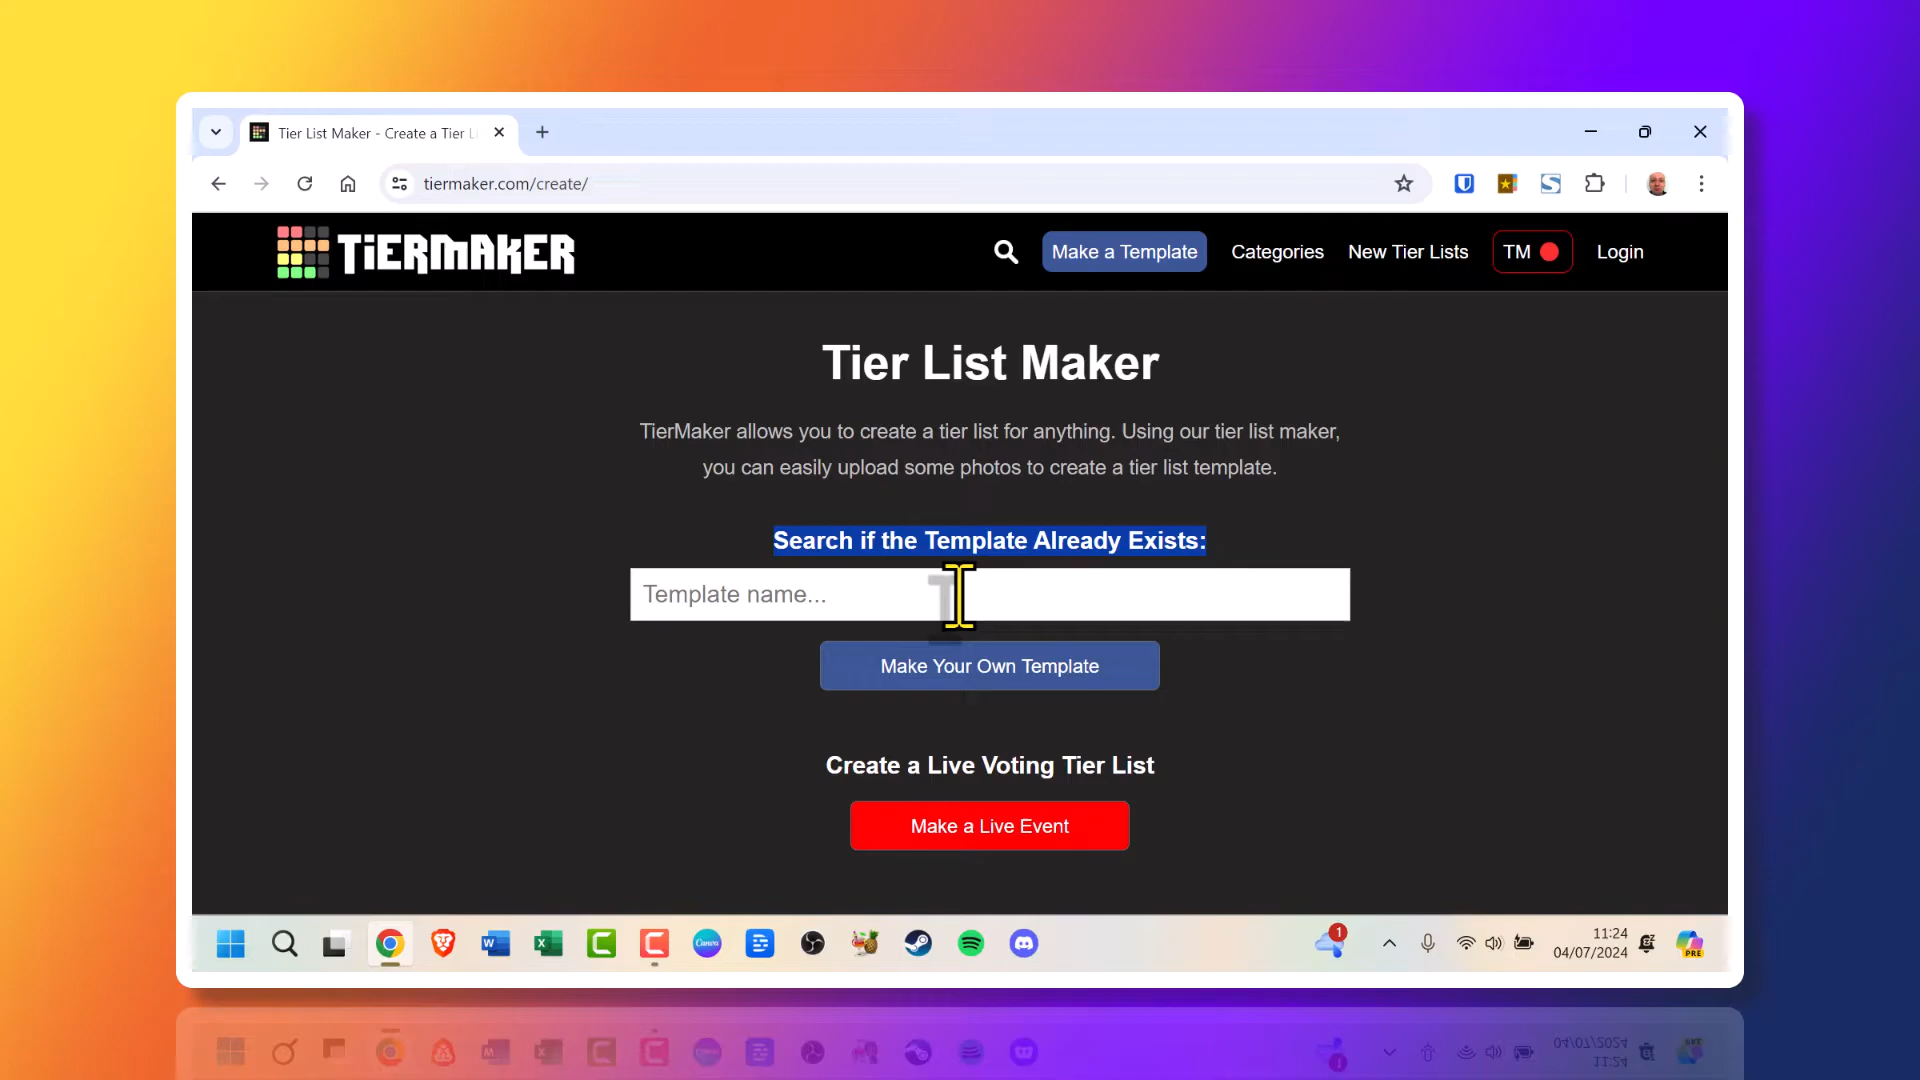 Tier List Maker - Create a Tier L
tiermaker.com/create/
TIERMAKER
Make a Template
Categories
New Tier Lists
TM
Login
Tier List Maker
TierMaker allows you to create a tier list for anything. Using our tier list maker,
you can easily upload some photos to create a tier list template.
Search if the Template Already Exists:
Template name...
Make Your Own Template
Create a Live Voting Tier List
Make a Live Event
Canva
1
11:24
04/07/2024
PRE